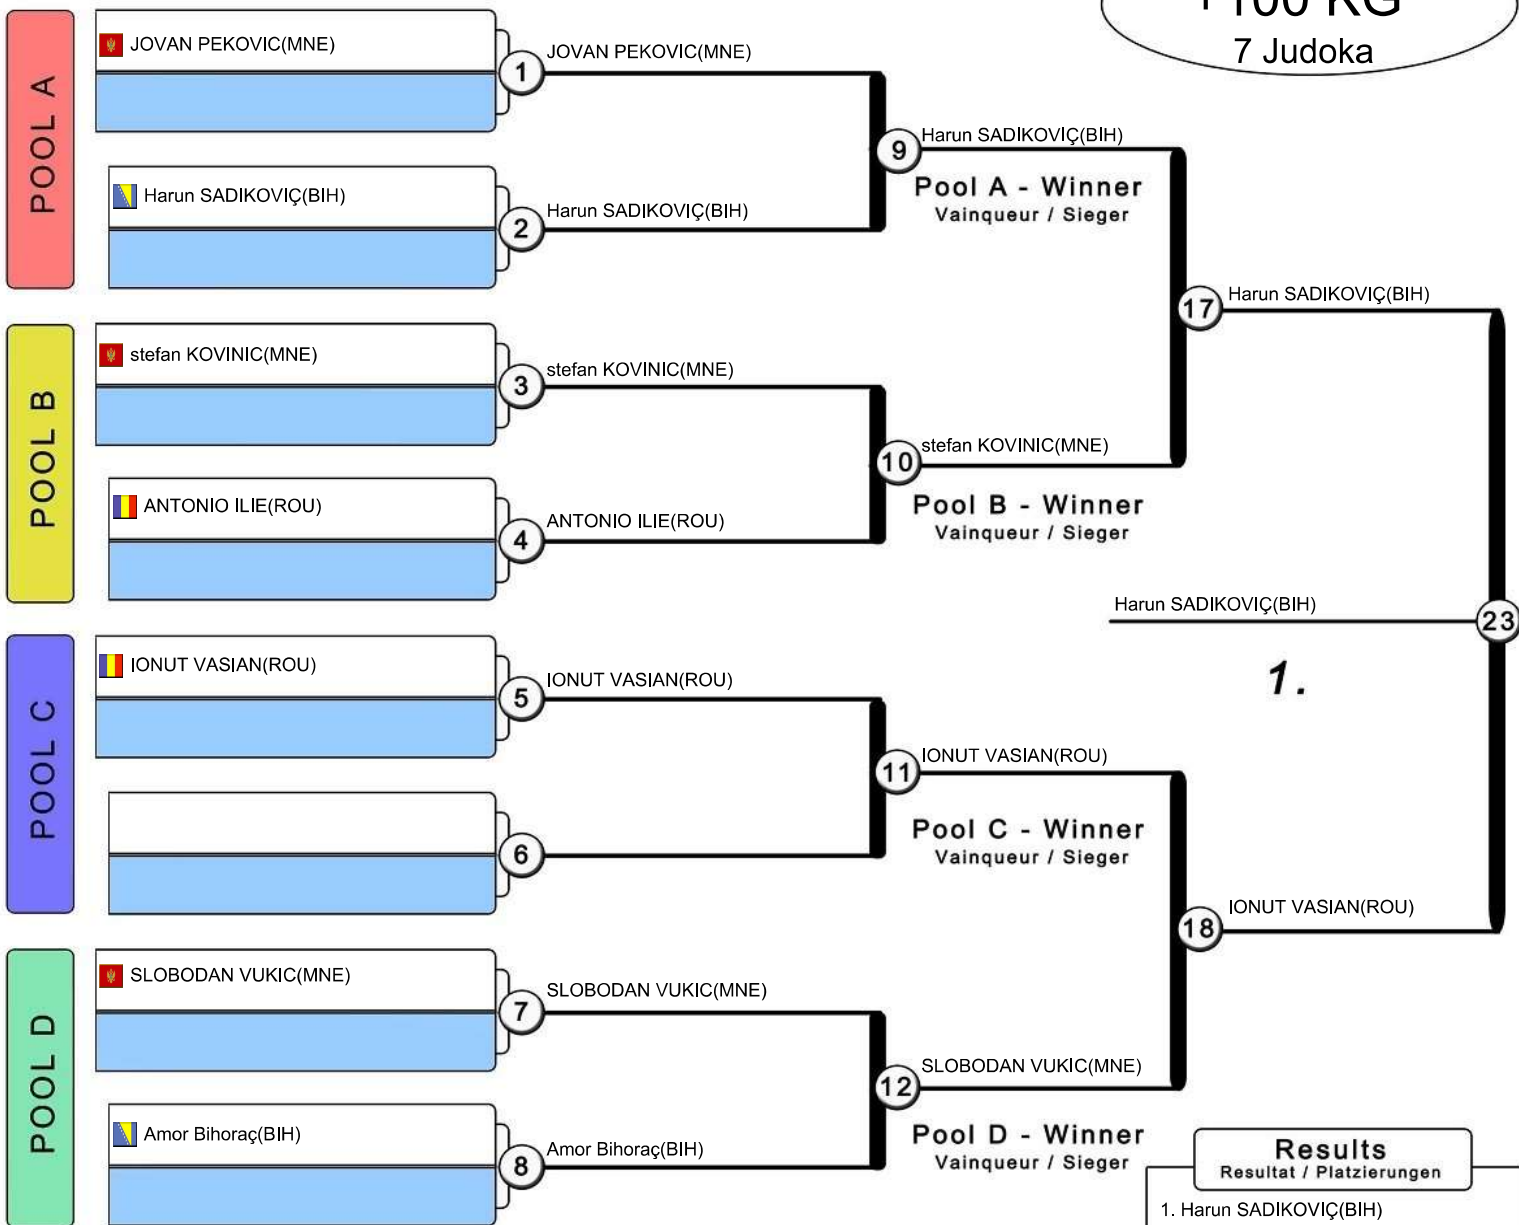 +100 KG
7 Judoka
POOL A
JOVAN PEKOVIC(MNE)
1
JOVAN PEKOVIC(MNE)
Harun SADIKOVIÇ(BIH)
2
Harun SADIKOVIÇ(BIH)
9
Harun SADIKOVIÇ(BIH)
Pool A - Winner
Vainqueur / Sieger
POOL B
stefan KOVINIC(MNE)
3
stefan KOVINIC(MNE)
ANTONIO ILIE(ROU)
4
ANTONIO ILIE(ROU)
10
stefan KOVINIC(MNE)
Pool B - Winner
Vainqueur / Sieger
17
Harun SADIKOVIÇ(BIH)
Harun SADIKOVIÇ(BIH)
23
1.
POOL C
IONUT VASIAN(ROU)
5
IONUT VASIAN(ROU)
6
11
IONUT VASIAN(ROU)
Pool C - Winner
Vainqueur / Sieger
18
IONUT VASIAN(ROU)
POOL D
SLOBODAN VUKIC(MNE)
7
SLOBODAN VUKIC(MNE)
Amor Bihoraç(BIH)
8
Amor Bihoraç(BIH)
12
SLOBODAN VUKIC(MNE)
Pool D - Winner
Vainqueur / Sieger
Results
Resultat / Platzierungen
1. Harun SADIKOVIÇ(BIH)